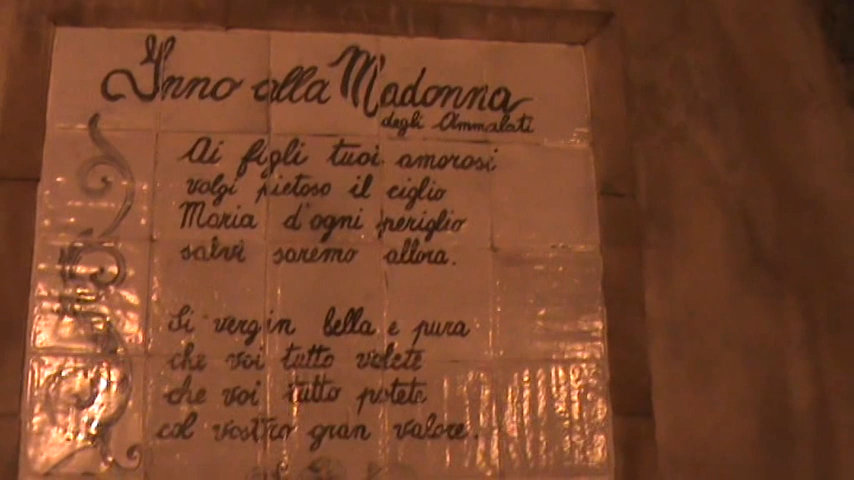 Inno alla Madonna
degli Ammalati
Ai figli tuoi amorosi
volgi pietoso il ciglio
Maria d'ogni periglio
salvi saremo allora.
Si vergin bella e pura
che voi tutto volete
che voi tutto potete
col vostro gran valore.